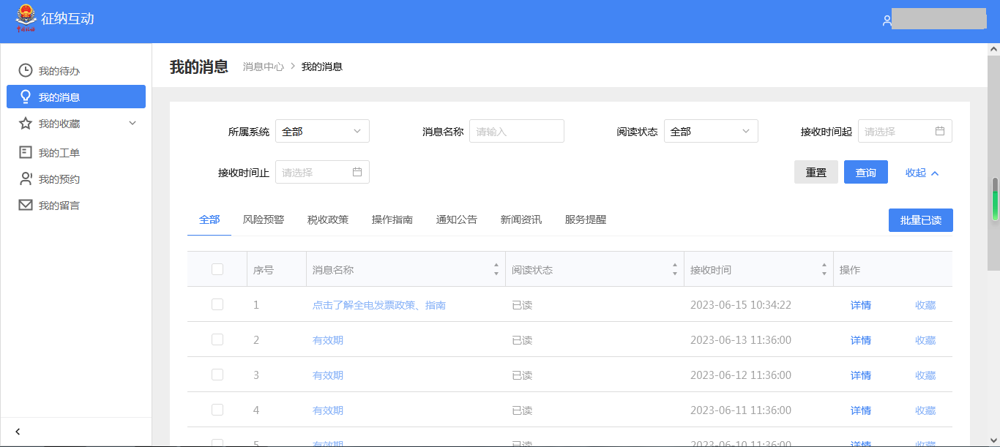 征纳互动
我的待办
我的消息
我的收藏
我的工单
我的预约
我的留言
我的消息 消息中心 > 我的消息
所属系统 全部 消息名称 请输入 阅读状态 全部 接收时间起 请选择
接收时间止 请选择 重置 查询 收起
全部 风险预警 税收政策 操作指南 通知公告 新闻资讯 服务提醒 批量已读
序号 消息名称 阅读状态 接收时间 操作
1 点击了解全电发票政策、指南 已读 2023-06-15 10:34:22 详情 收藏
2 有效期 已读 2023-06-13 11:36:00 详情 收藏
3 有效期 已读 2023-06-12 11:36:00 详情 收藏
4 有效期 已读 2023-06-11 11:36:00 详情 收藏
5 有效期 已读 2023-06-10 11:36:00 详情 收藏